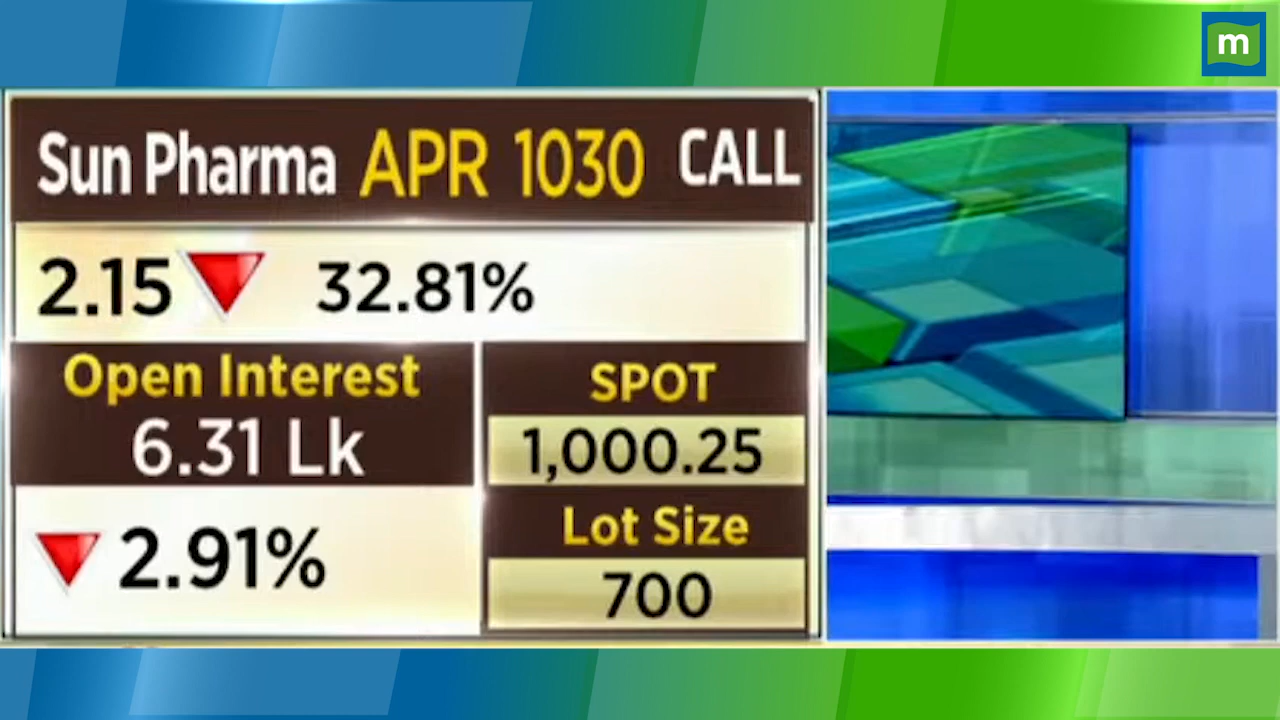 m
Sun Pharma APR 1030 CALL
2.15 32.81%
Open Interest
6.31 Lk
2.91%
SPOT
1,000.25
Lot Size
700